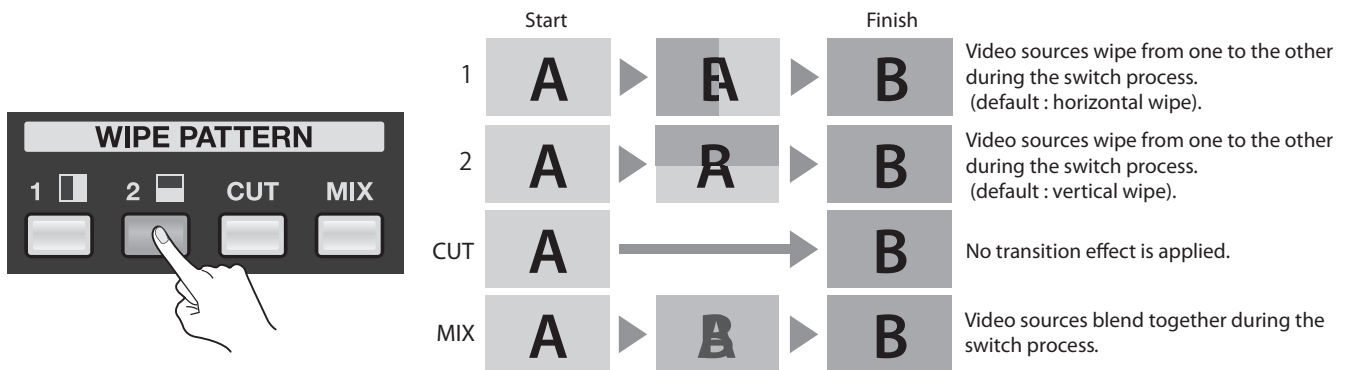 WIPE PATTERN
1 2 CUT MIX
Start Finish
1 A B A B Video sources wipe from one to the other
during the switch process.
(default : horizontal wipe).
2 A B Video sources wipe from one to the other
during the switch process.
(default : vertical wipe).
CUT A B No transition effect is applied.
MIX A B A B Video sources blend together during the
switch process.